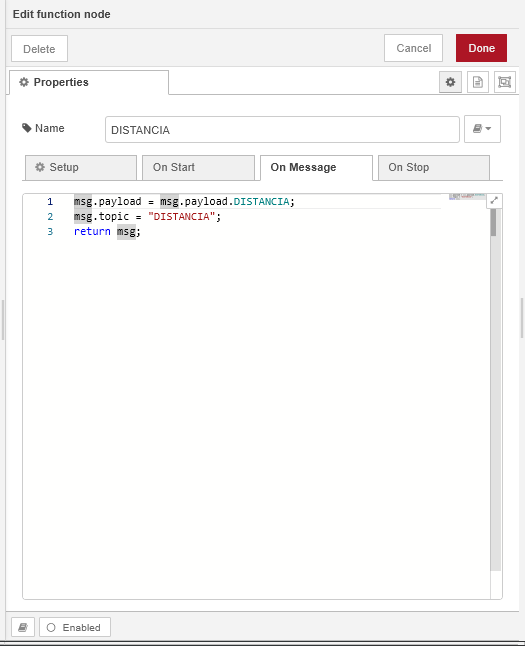 Edit function node
Delete
Cancel
Done
Properties
Name
DISTANCIA
Setup
On Start
On Message
On Stop
1 msg.payload = msg.payload.DISTANCIA;
2 msg.topic = "DISTANCIA";
3 return msg;
Enabled